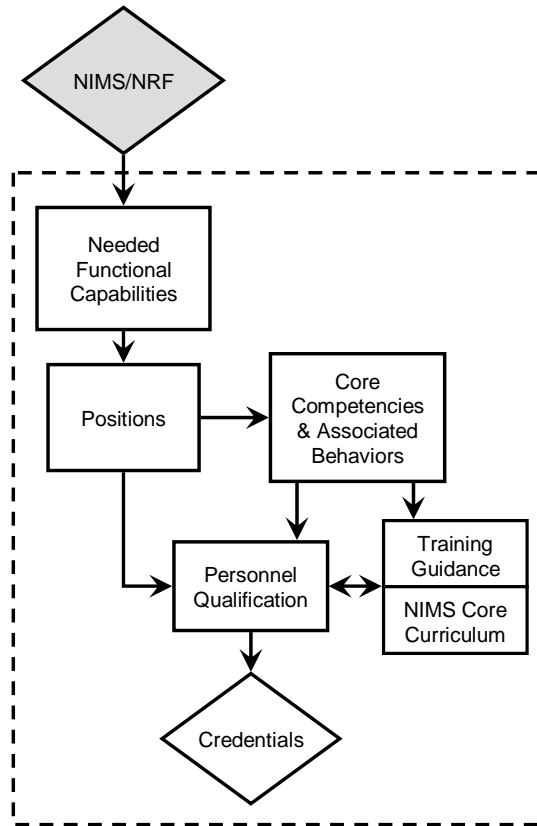 NIMS/NRF
Needed
Functional
Capabilities
Positions
Core
Competencies
& Associated
Behaviors
Personnel
Qualification
Training
Guidance
NIMS Core
Curriculum
Credentials